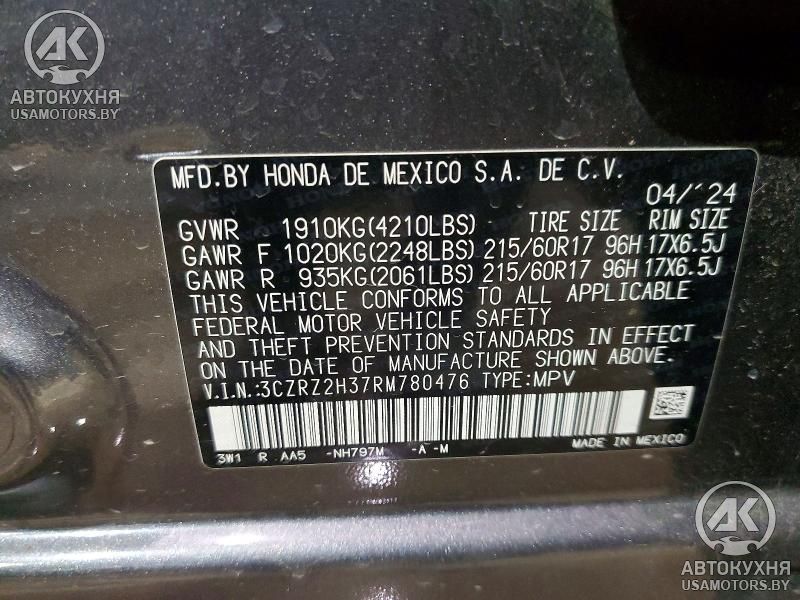 AK
АВТОКУХНЯ
USAMOTORS.BY
MFD.BY HONDA DE MEXICO S.A. DE C.V.
04/'24
GVWR 1910KG(4210LBS) TIRE SIZE RIM SIZE
GAWR F 1020KG(2248LBS) 215/60R17 96H 17X6.5J
GAWR R 935KG(2061LBS) 215/60R17 96H 17X6.5J
THIS VEHICLE CONFORMS TO ALL APPLICABLE
FEDERAL MOTOR VEHICLE SAFETY
AND THEFT PREVENTION STANDARDS IN EFFECT
ON THE DATE OF MANUFACTURE SHOWN ABOVE.
V.I.N.:3CZRZ2H37RM780476 TYPE:MPV
MADE IN MEXICO
3W1 R AA5 -NH797M -A -M
AK
АВТОКУХНЯ
USAMOTORS.BY